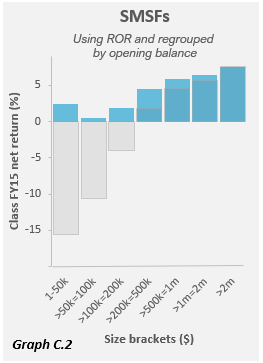 SMSFs
Using ROR and regrouped
by opening balance
Class FY15 net return (%)
5
0
-5
-10
-15
1-50k
>50k=100k
>100k=200k
>200k=500k
>500k=1m
>1m=2m
>2m
Size brackets ($)
Graph C.2